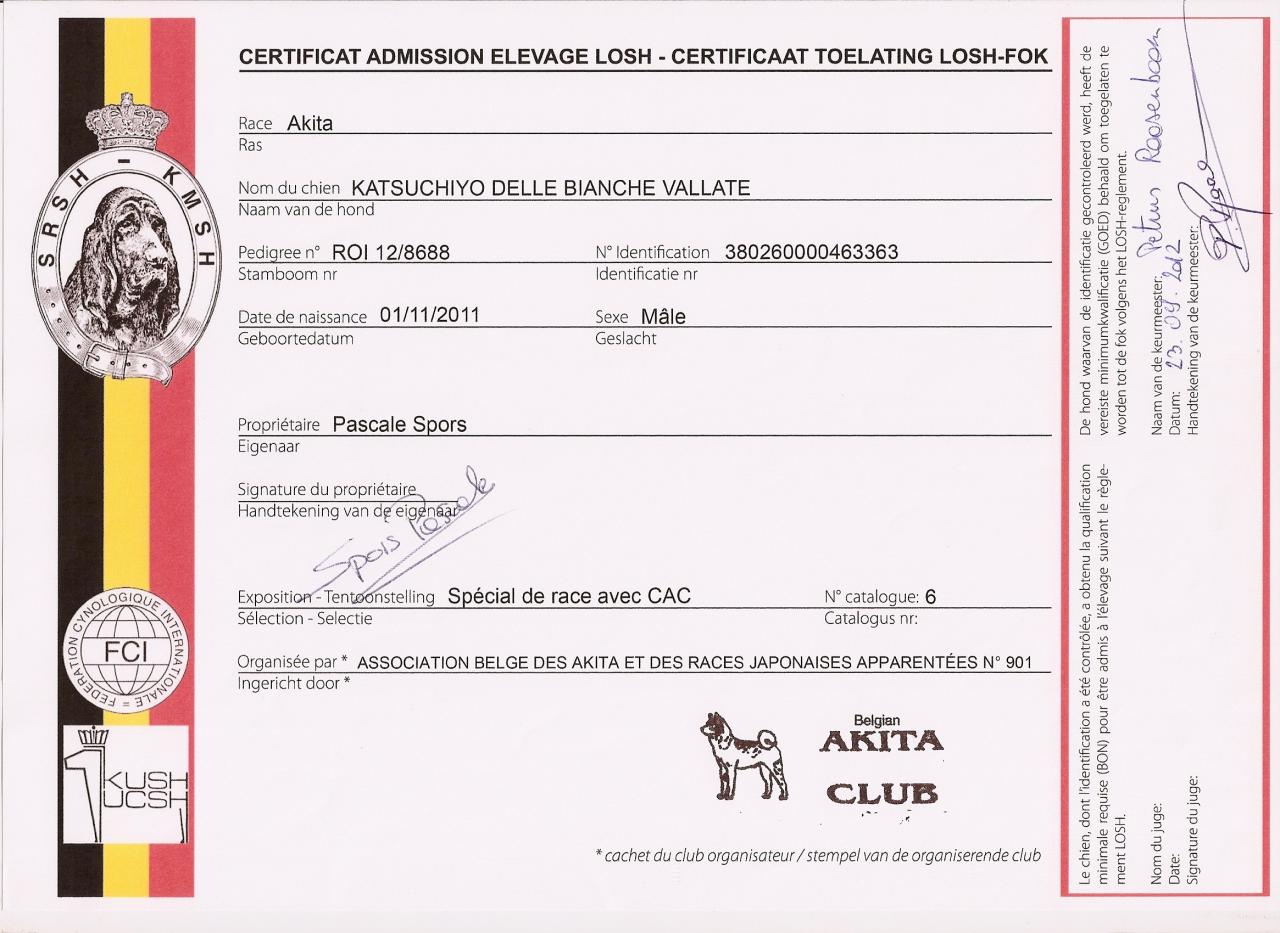 CERTIFICAT ADMISSION ELEVAGE LOSH - CERTIFICAAT TOELATING LOSH-FOK
SRSH - KMSH
Race Akita
Ras
Nom du chien KATSUCHIYO DELLE BIANCHE VALLATE
Naam van de hond
Pedigree n° ROI 12/8688 N° Identification 380260000463363
Stamboom nr Identificatie nr
Date de naissance 01/11/2011 Sexe Mâle
Geboortedatum Geslacht
Propriétaire Pascale Spors
Eigenaar
Signature du propriétaire
Handtekening van de eigenaar
Spors Pascale
Exposition - Tentoonstelling Spécial de race avec CAC N° catalogue: 6
Sélection - Selectie Catalogus nr:
Organisée par * ASSOCIATION BELGE DES AKITA ET DES RACES JAPONAISES APPARENTÉES N° 901
Ingericht door *
Belgian
AKITA
CLUB
* cachet du club organisateur / stempel van de organiserende club
FEDERATION CYNOLOGIQUE INTERNATIONALE =
FCI
KUSH
UCSH
De hond waarvan de identificatie gecontroleerd werd, heeft de
vereiste minimumkwalificatie (GOED) behaald om toegelaten te
worden tot de fok volgens het LOSH-reglement.
Naam van de keurmeester: Petrus Roosenboom
Datum: 23.09.2012
Handtekening van de keurmeester:
Le chien, dont l'identification a été contrôlée, a obtenu la qualification
minimale requise (BON) pour être admis à l'élevage suivant le règle-
ment LOSH.
Nom du juge:
Date:
Signature du juge: